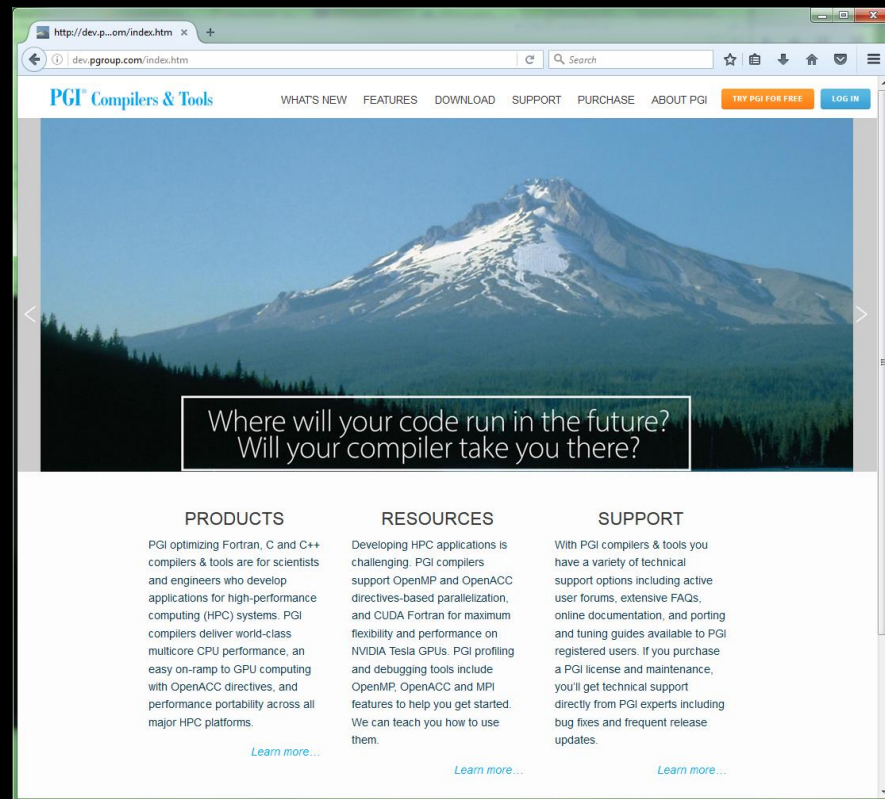 http://dev.p...om/index.htm × +
dev.pgroup.com/index.htm
Search
PGI® Compilers & Tools
WHAT'S NEW FEATURES DOWNLOAD SUPPORT PURCHASE ABOUT PGI TRY PGI FOR FREE LOG IN
Where will your code run in the future?
Will your compiler take you there?
PRODUCTS
PGI optimizing Fortran, C and C++
compilers & tools are for scientists
and engineers who develop
applications for high-performance
computing (HPC) systems. PGI
compilers deliver world-class
multicore CPU performance, an
easy on-ramp to GPU computing
with OpenACC directives, and
performance portability across all
major HPC platforms.
Learn more…
RESOURCES
Developing HPC applications is
challenging. PGI compilers
support OpenMP and OpenACC
directives-based parallelization,
and CUDA Fortran for maximum
flexibility and performance on
NVIDIA Tesla GPUs. PGI profiling
and debugging tools include
OpenMP, OpenACC and MPI
features to help you get started.
We can teach you how to use
them.
Learn more…
SUPPORT
With PGI compilers & tools you
have a variety of technical
support options including active
user forums, extensive FAQs,
online documentation, and porting
and tuning guides available to PGI
registered users. If you purchase
a PGI license and maintenance,
you'll get technical support
directly from PGI experts including
bug fixes and frequent release
updates.
Learn more…